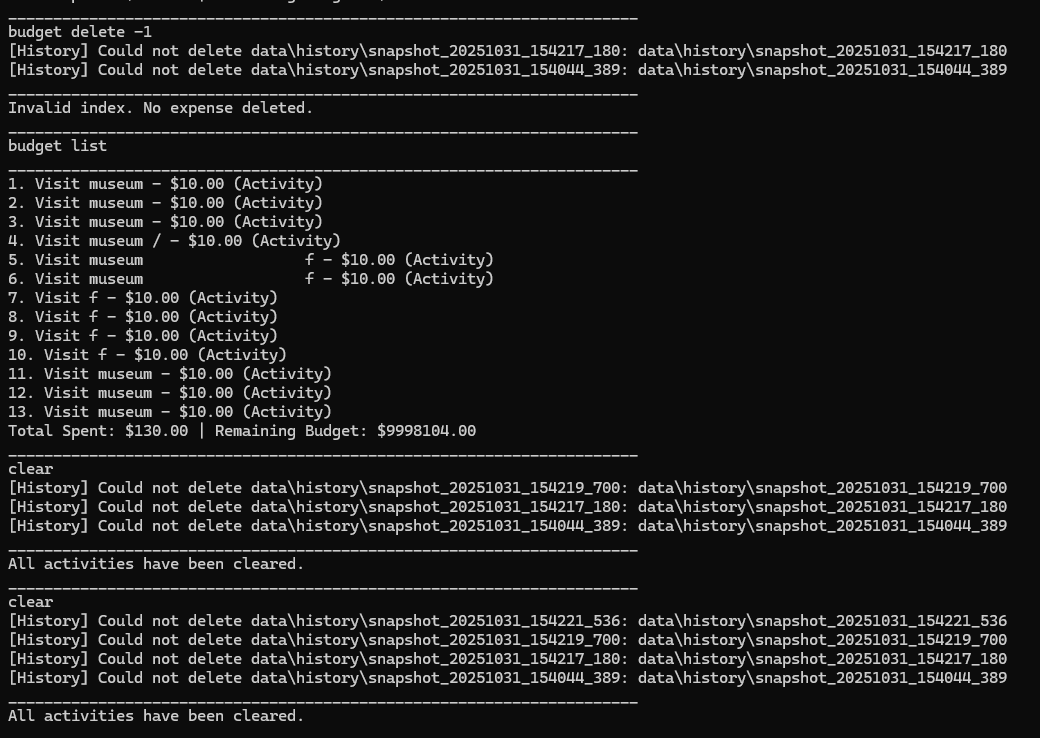 ______________________________________________________________________
budget delete -1
[History] Could not delete data\history\snapshot_20251031_154217_180: data\history\snapshot_20251031_154217_180
[History] Could not delete data\history\snapshot_20251031_154044_389: data\history\snapshot_20251031_154044_389
______________________________________________________________________
Invalid index. No expense deleted.
______________________________________________________________________
budget list
______________________________________________________________________
1. Visit museum - $10.00 (Activity)
2. Visit museum - $10.00 (Activity)
3. Visit museum - $10.00 (Activity)
4. Visit museum / - $10.00 (Activity)
5. Visit museum                  f - $10.00 (Activity)
6. Visit museum                  f - $10.00 (Activity)
7. Visit f - $10.00 (Activity)
8. Visit f - $10.00 (Activity)
9. Visit f - $10.00 (Activity)
10. Visit f - $10.00 (Activity)
11. Visit museum - $10.00 (Activity)
12. Visit museum - $10.00 (Activity)
13. Visit museum - $10.00 (Activity)
Total Spent: $130.00 | Remaining Budget: $9998104.00
______________________________________________________________________
clear
[History] Could not delete data\history\snapshot_20251031_154219_700: data\history\snapshot_20251031_154219_700
[History] Could not delete data\history\snapshot_20251031_154217_180: data\history\snapshot_20251031_154217_180
[History] Could not delete data\history\snapshot_20251031_154044_389: data\history\snapshot_20251031_154044_389
______________________________________________________________________
All activities have been cleared.
______________________________________________________________________
clear
[History] Could not delete data\history\snapshot_20251031_154221_536: data\history\snapshot_20251031_154221_536
[History] Could not delete data\history\snapshot_20251031_154219_700: data\history\snapshot_20251031_154219_700
[History] Could not delete data\history\snapshot_20251031_154217_180: data\history\snapshot_20251031_154217_180
[History] Could not delete data\history\snapshot_20251031_154044_389: data\history\snapshot_20251031_154044_389
______________________________________________________________________
All activities have been cleared.